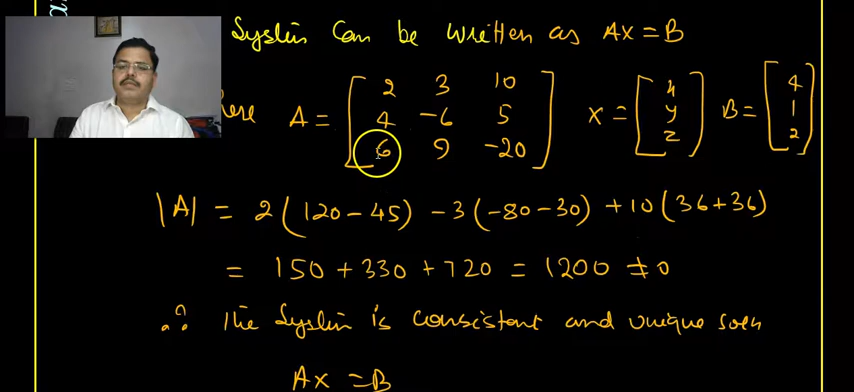 System can be written as AX = B
here A = [ 2 3 10 4 -6 5 6 9 -20 ] X = [ x y z ] B = [ 4 1 2 ]
|A| = 2(120-45) -3(-80-30) +10(36+36)
= 150 + 330 + 720 = 1200 ≠ 0
∴ The System is consistent and unique soln
AX = B